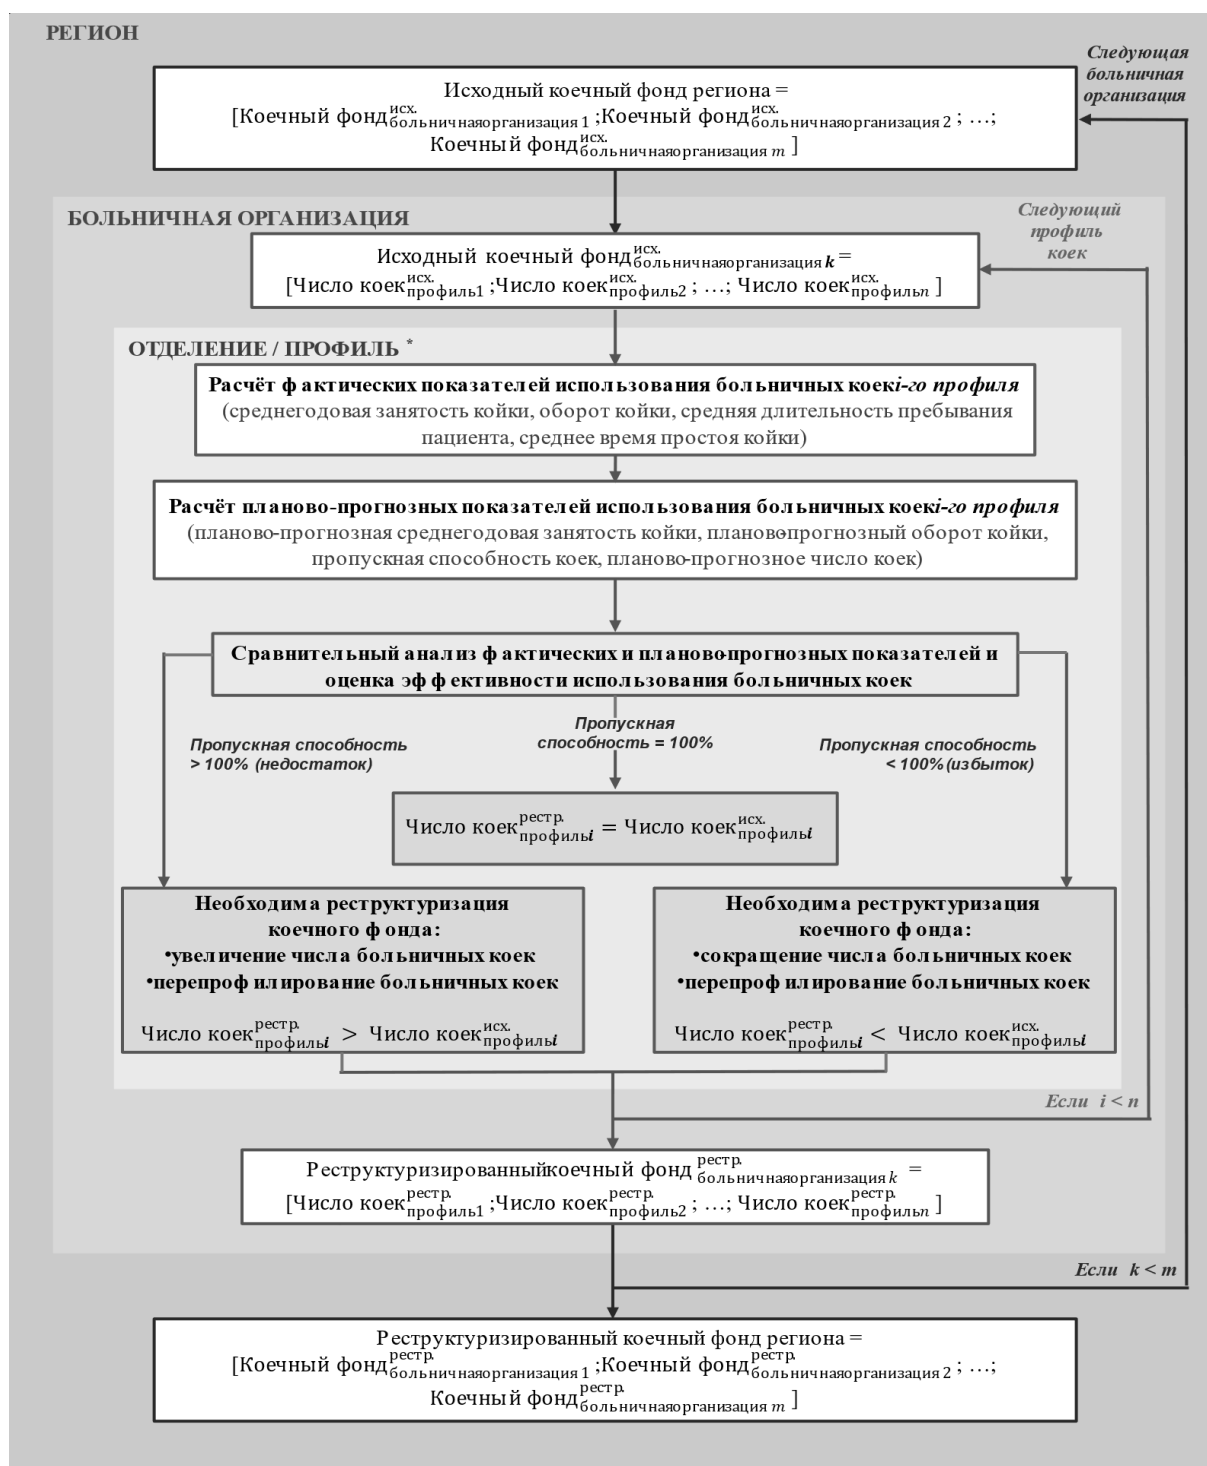 РЕГИОН
Следующая
больничная
организация
Исходный коечный фонд региона =
[Коечный фонд исх. больничнаяорганизация 1 ;Коечный фонд исх. больничнаяорганизация 2 ; …;
Коечный фонд исх. больничнаяорганизация m ]
БОЛЬНИЧНАЯ ОРГАНИЗАЦИЯ
Следующий
профиль
коек
Исходный коечный фонд исх. больничнаяорганизация k =
[Число коек исх. профиль1 ;Число коек исх. профиль2 ; …; Число коек исх. профильn ]
ОТДЕЛЕНИЕ / ПРОФИЛЬ *
Расчёт фактических показателей использования больничных коекi-го профиля
(среднегодовая занятость койки, оборот койки, средняя длительность пребывания
пациента, среднее время простоя койки)
Расчёт планово-прогнозных показателей использования больничных коекi-го профиля
(планово-прогнозная среднегодовая занятость койки, планово-прогнозный оборот койки,
пропускная способность коек, планово-прогнозное число коек)
Сравнительный анализ фактических и планово-прогнозных показателей и
оценка эффективности использования больничных коек
Пропускная способность
> 100% (недостаток)
Пропускная
способность = 100%
Пропускная способность
< 100% (избыток)
Число коек рестр. профильi = Число коек исх. профильi
Необходима реструктуризация
коечного фонда:
•увеличение числа больничных коек
•перепрофилирование больничных коек
Число коек рестр. профильi > Число коек исх. профильi
Необходима реструктуризация
коечного фонда:
•сокращение числа больничных коек
•перепрофилирование больничных коек
Число коек рестр. профильi < Число коек исх. профильi
Если i < n
Реструктуризированныйкоечный фонд рестр. больничнаяорганизация k =
[Число коек рестр. профиль1 ;Число коек рестр. профиль2 ; …; Число коек рестр. профильn ]
Если k < m
Реструктуризированный коечный фонд региона =
[Коечный фонд рестр. больничнаяорганизация 1 ;Коечный фонд рестр. больничнаяорганизация 2 ; …;
Коечный фонд рестр. больничнаяорганизация m ]